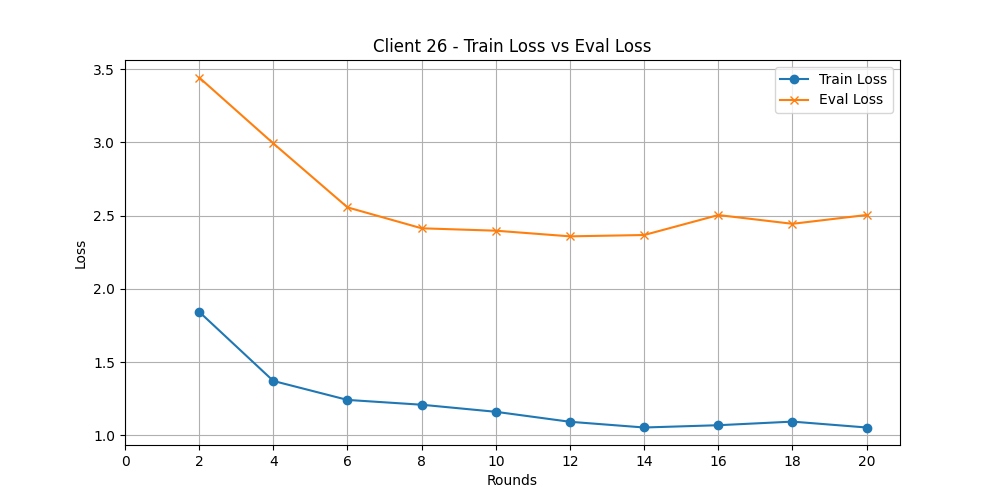 Client 26 - Train Loss vs Eval Loss
Train Loss
Eval Loss
Loss
3.5
3.0
2.5
2.0
1.5
1.0
0 2 4 6 8 10 12 14 16 18 20
Rounds